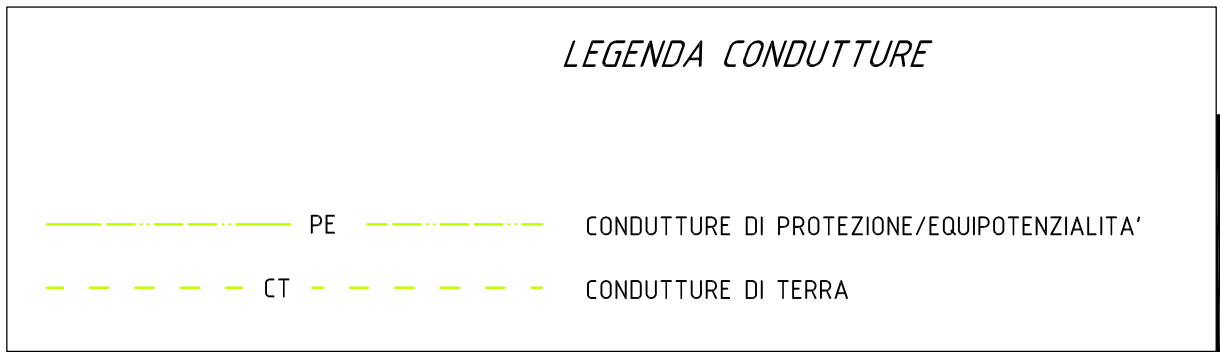 LEGENDA CONDUTTURE
PE CONDUTTURE DI PROTEZIONE/EQUIPOTENZIALITA'
CT CONDUTTURE DI TERRA